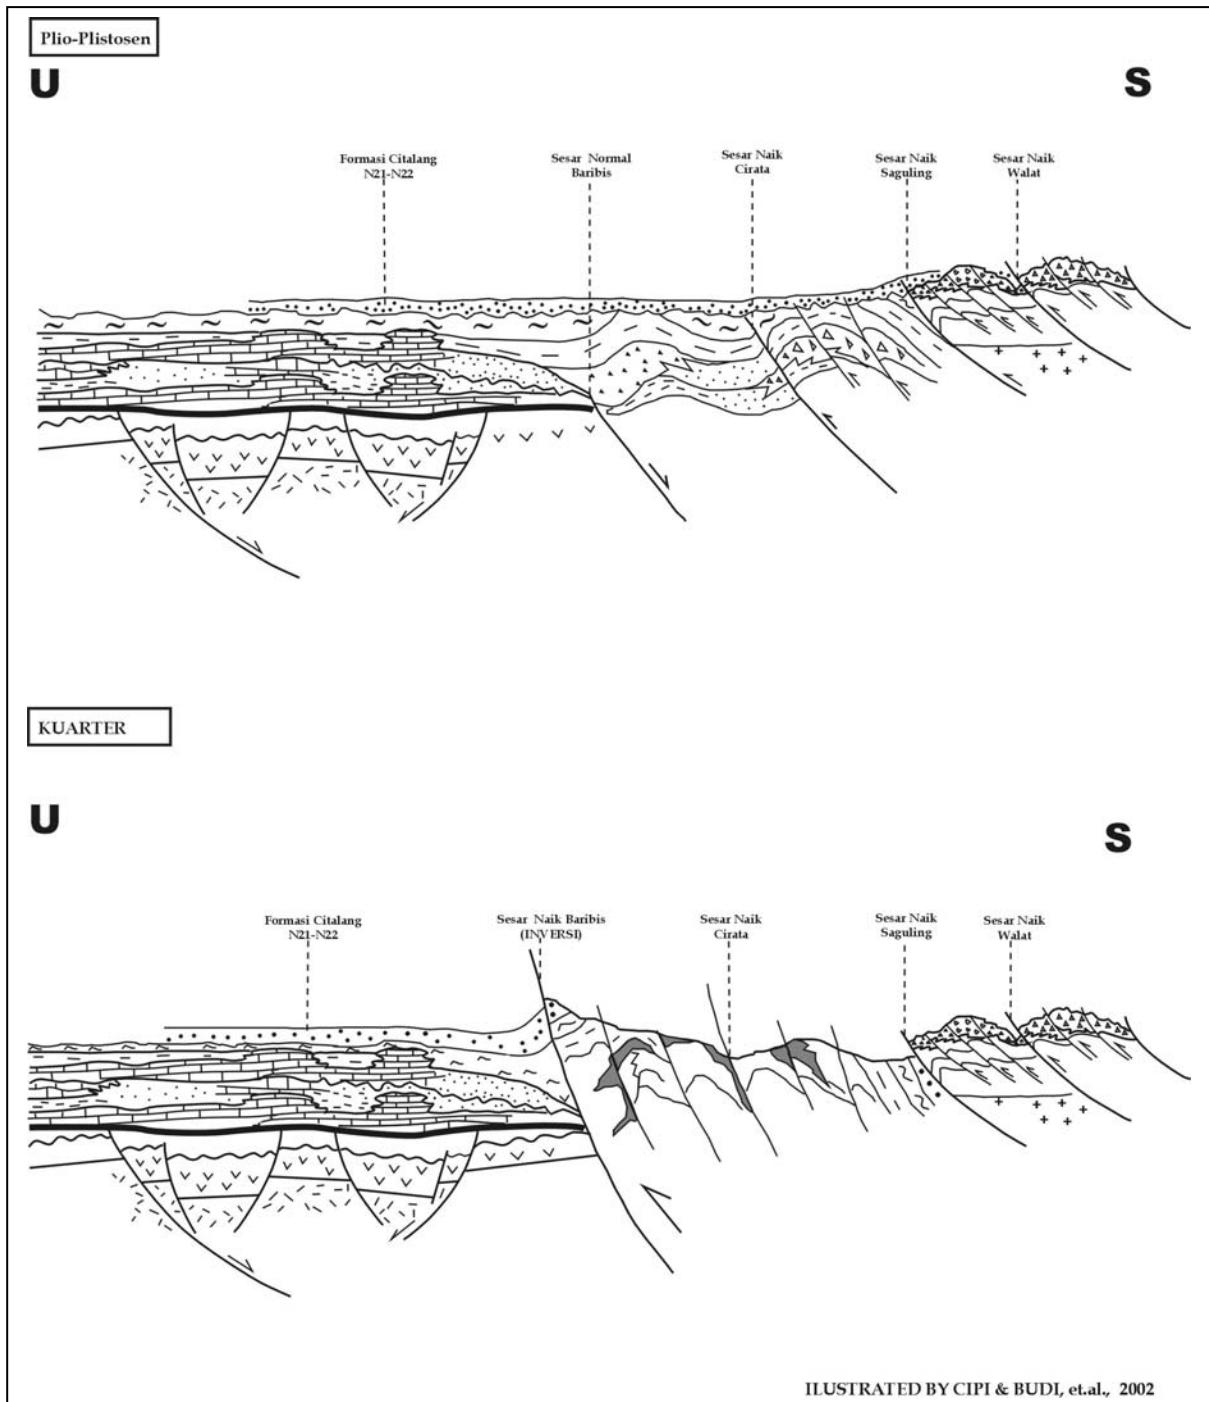 Plio-Plistosen
U
S
Formasi Citalang
N21-N22
Sesar Normal
Baribis
Sesar Naik
Cirata
Sesar Naik
Saguling
Sesar Naik
Walat
KUARTER
U
S
Formasi Citalang
N21-N22
Sesar Naik Baribis
(INVERSI)
Sesar Naik
Cirata
Sesar Naik
Saguling
Sesar Naik
Walat
ILUSTRATED BY CIPI & BUDI, et.al., 2002